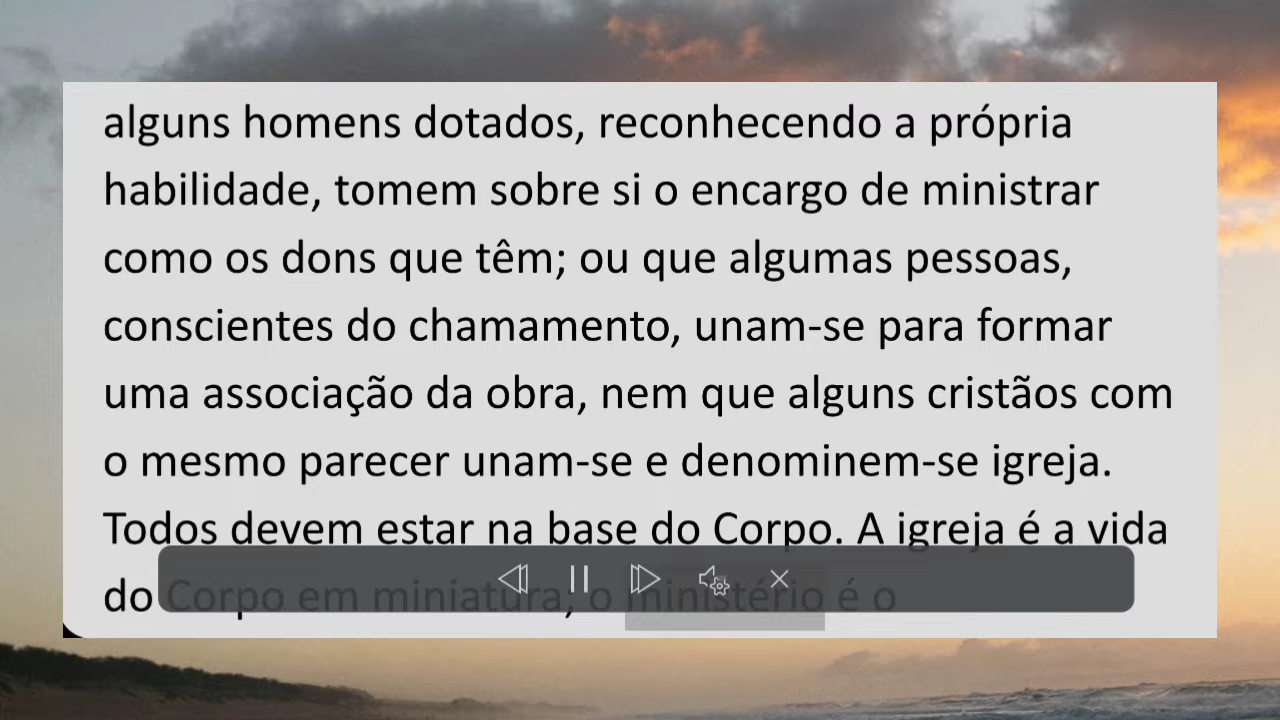 alguns homens dotados, reconhecendo a própria
habilidade, tomem sobre si o encargo de ministrar
como os dons que têm; ou que algumas pessoas,
conscientes do chamamento, unam-se para formar
uma associação da obra, nem que alguns cristãos com
o mesmo parecer unam-se e denominem-se igreja.
Todos devem estar na base do Corpo. A igreja é a vida
do Corpo em miniatura; o ministério é o